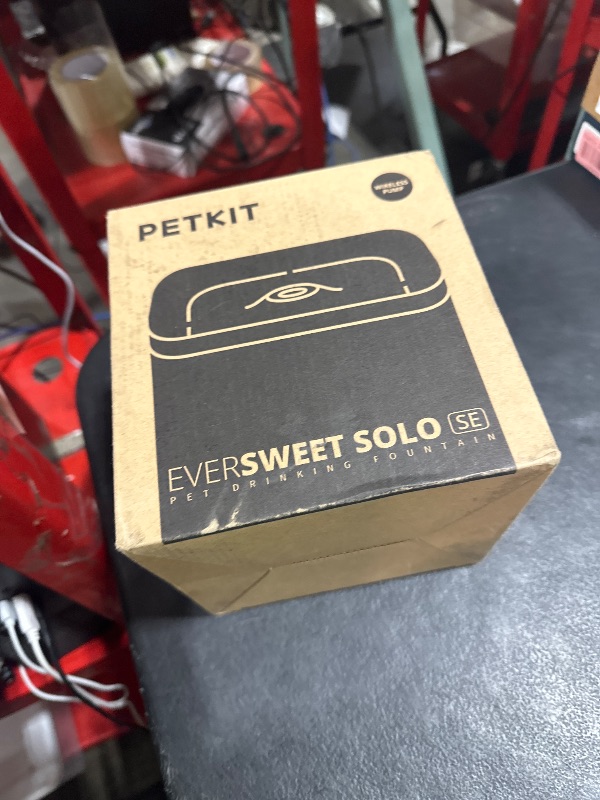 PETKIT
WIRELESS
PUMP
EVERSWEET SOLO SE
PET DRINKING FOUNTAIN